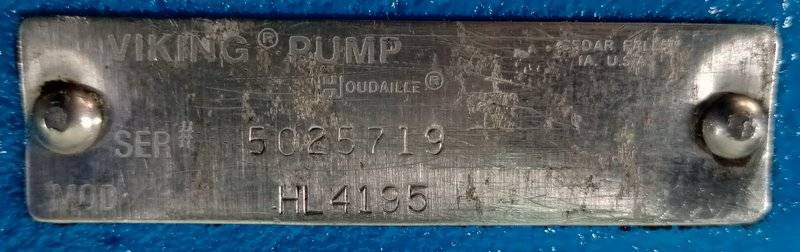 VIKING® PUMP
HOUDAILLE®
CEDAR FALLS
IA. U.S.A.
SER# 5025719
MOD. HL4195